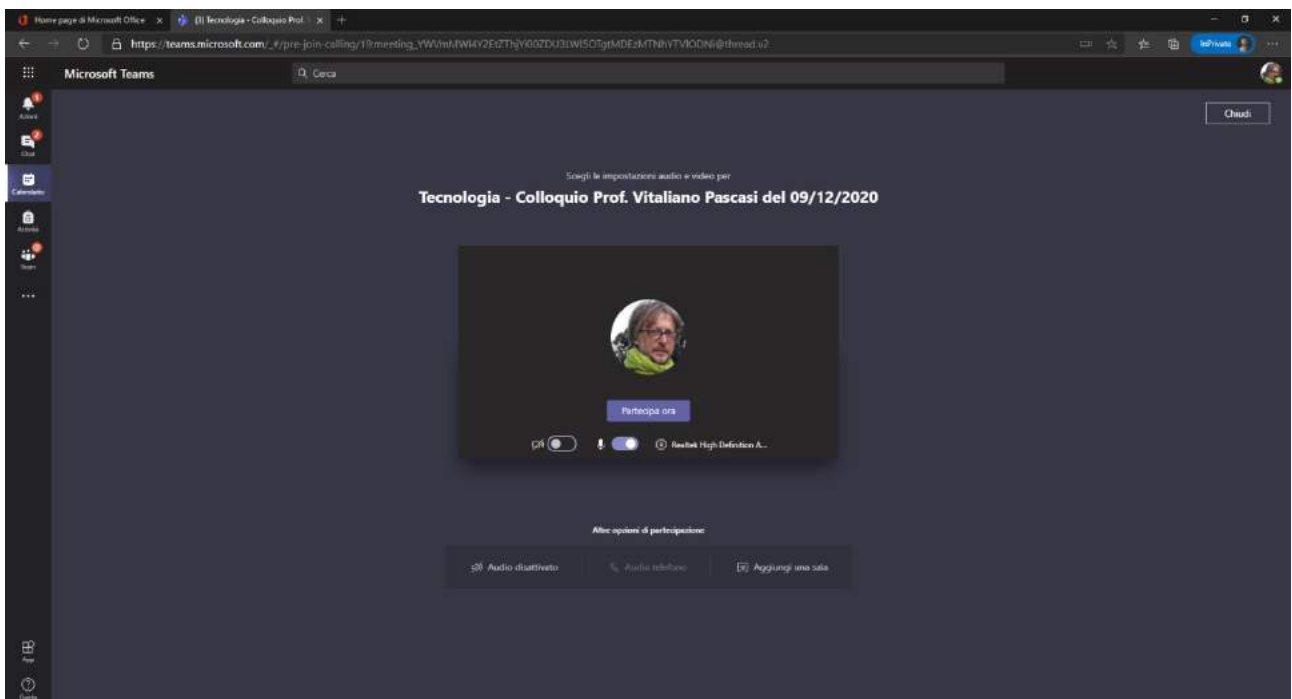 Home page di Microsoft Office
(1) Tecnologia - Colloquio Prof.
https://teams.microsoft.com/_#/pre-join-calling/19:meeting_
InPrivate
Microsoft Teams
Cerca
Chiudi
Chat
Calendario
Attività
Team
Scegli le impostazioni audio e video per
Tecnologia - Colloquio Prof. Vitaliano Pascasi del 09/12/2020
Partecipa ora
Realtek High Definition A...
Altre opzioni di partecipazione
Audio disattivato
Audio telefono
Aggiungi una sala
App
Guida